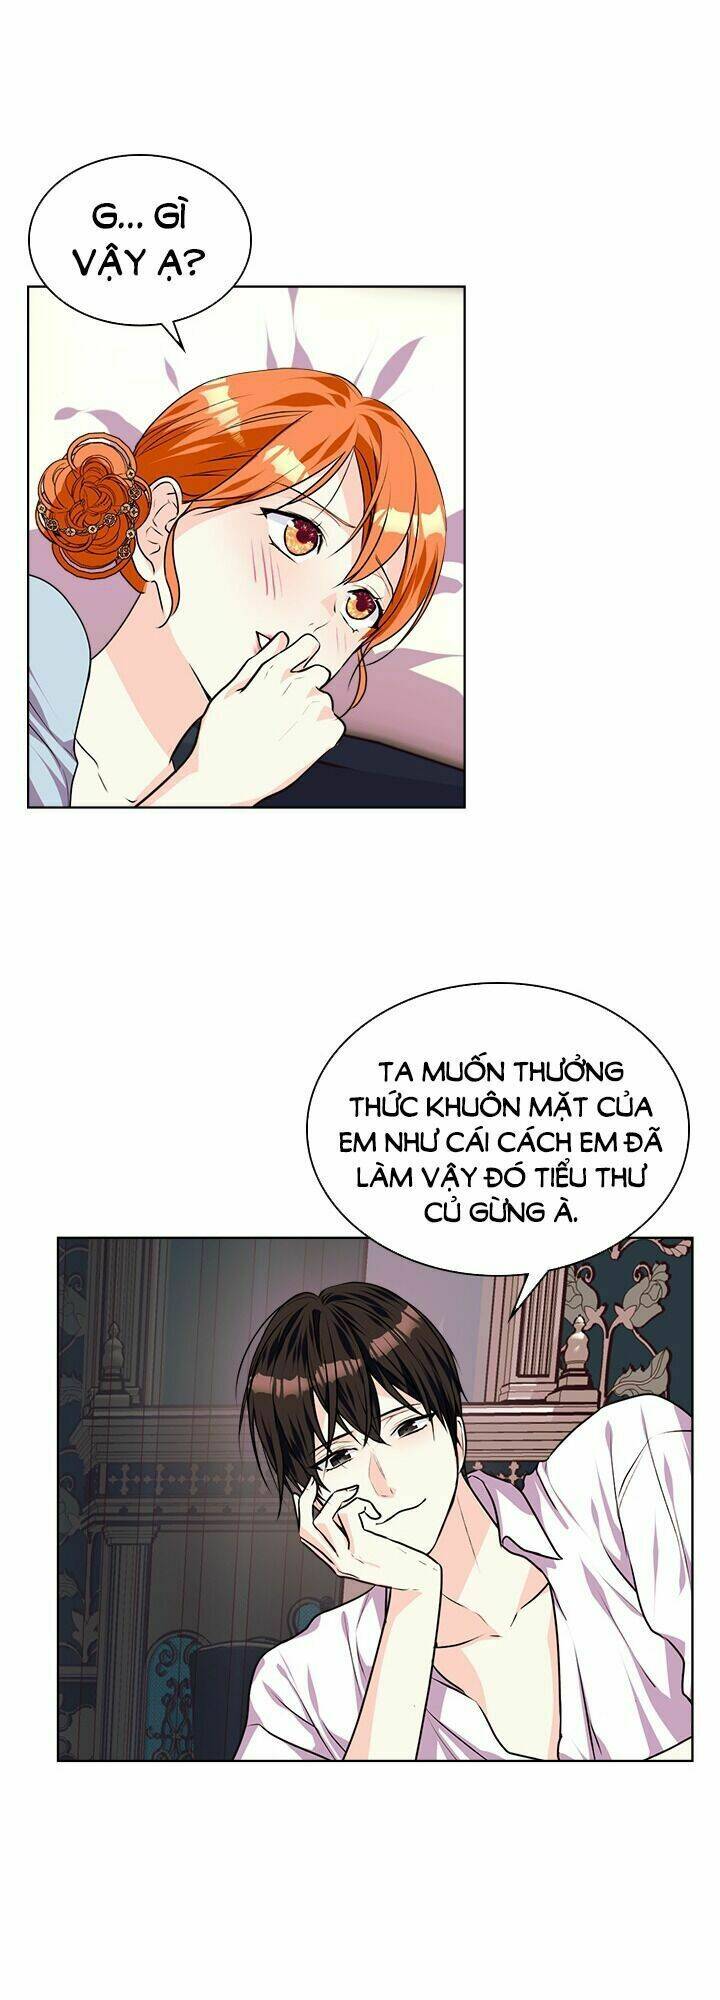 G... GÌ
VẬY Ạ?
TA MUỐN THƯỞNG
THỨC KHUÔN MẶT CỦA
EM NHƯ CÁI CÁCH EM ĐÃ
LÀM VẬY ĐÓ TIỂU THƯ
CỦ GỪNG À.